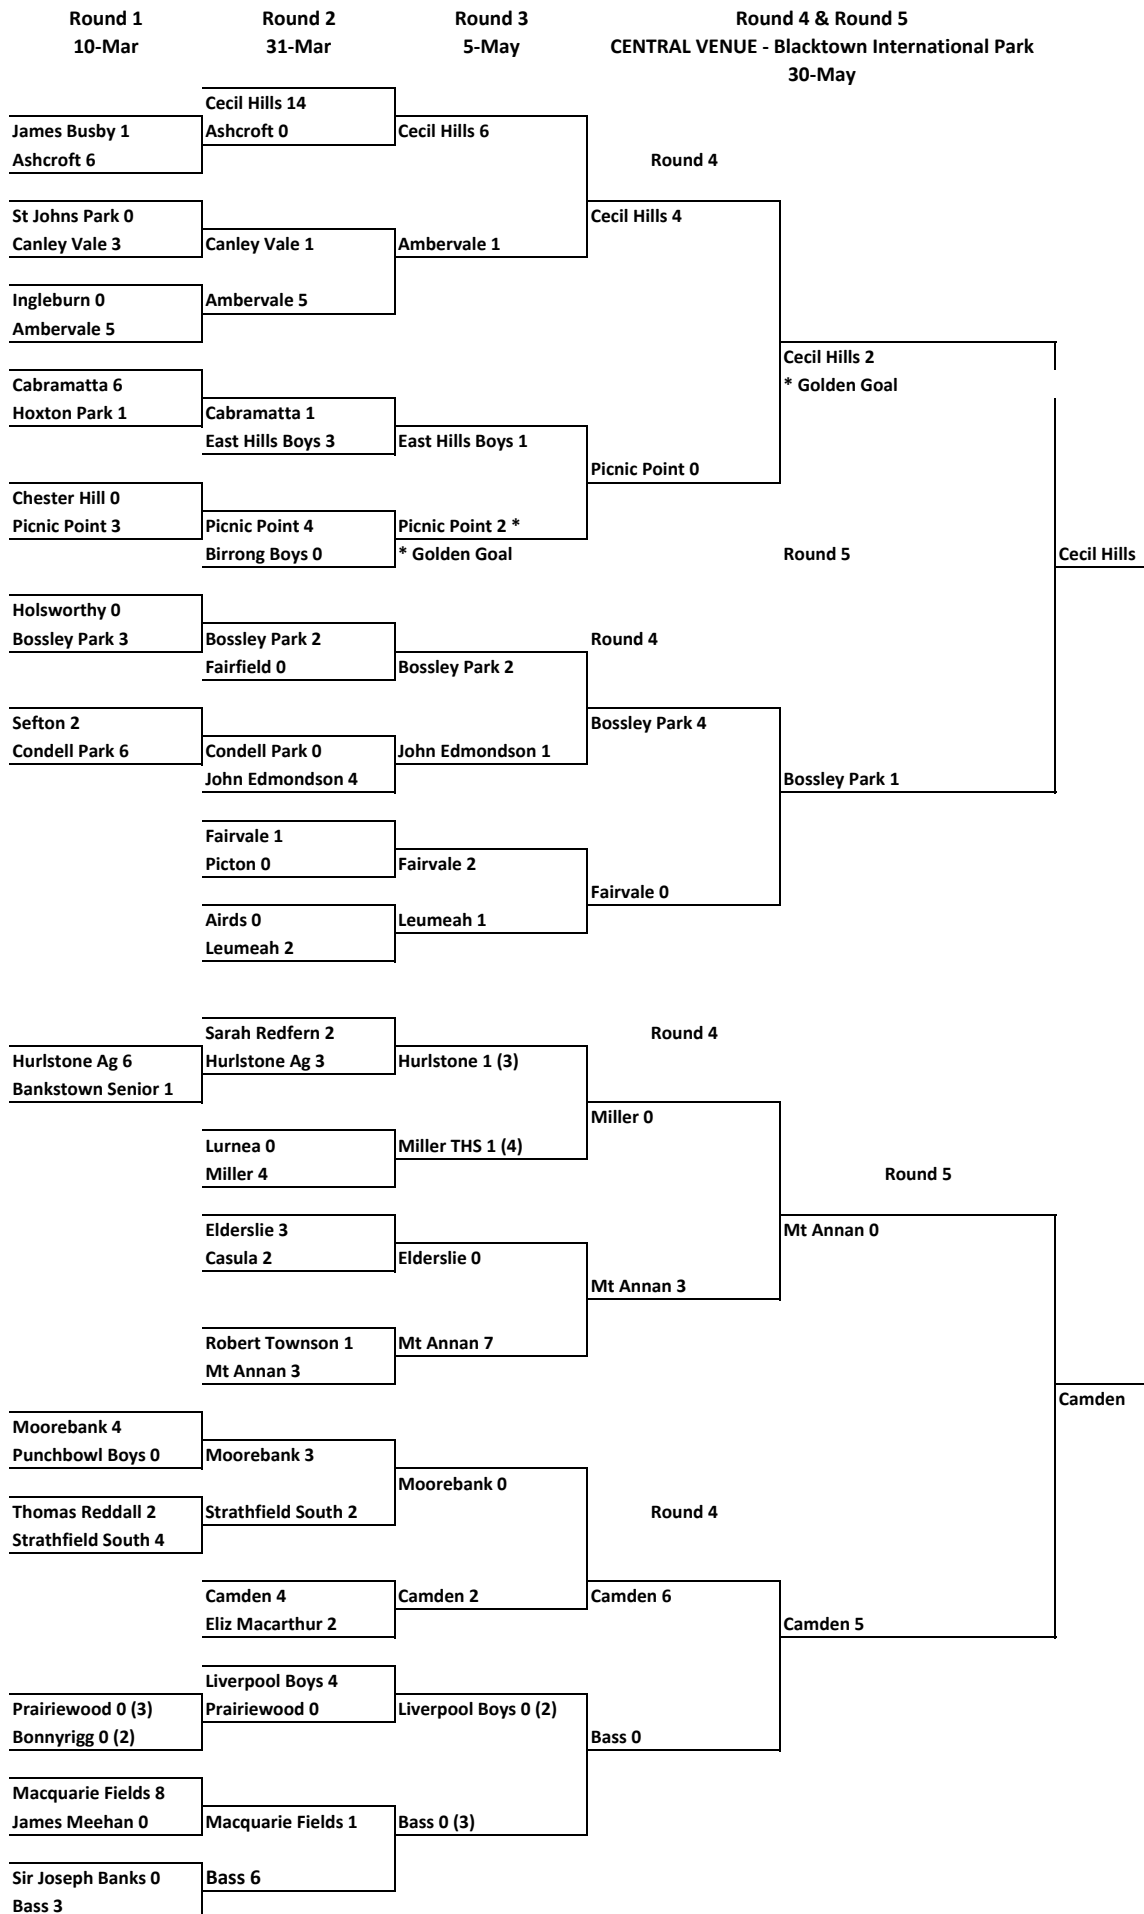 Round 1
10-Mar
Round 2
31-Mar
Round 3
5-May
Round 4 & Round 5
CENTRAL VENUE - Blacktown International Park
30-May
James Busby 1
Ashcroft 6
St Johns Park 0
Canley Vale 3
Ingleburn 0
Ambervale 5
Cabramatta 6
Hoxton Park 1
Chester Hill 0
Picnic Point 3
Holsworthy 0
Bossley Park 3
Sefton 2
Condell Park 6
Hurlstone Ag 6
Bankstown Senior 1
Moorebank 4
Punchbowl Boys 0
Thomas Reddall 2
Strathfield South 4
Prairiewood 0 (3)
Bonnyrigg 0 (2)
Macquarie Fields 8
James Meehan 0
Sir Joseph Banks 0
Bass 3
Cecil Hills 14
Ashcroft 0
Canley Vale 1
Ambervale 5
Cabramatta 1
East Hills Boys 3
Picnic Point 4
Birrong Boys 0
Bossley Park 2
Fairfield 0
Condell Park 0
John Edmondson 4
Fairvale 1
Picton 0
Airds 0
Leumeah 2
Sarah Redfern 2
Hurlstone Ag 3
Lurnea 0
Miller 4
Elderslie 3
Casula 2
Robert Townson 1
Mt Annan 3
Moorebank 3
Strathfield South 2
Camden 4
Eliz Macarthur 2
Liverpool Boys 4
Prairiewood 0
Macquarie Fields 1
Bass 6
Cecil Hills 6
Ambervale 1
East Hills Boys 1
Picnic Point 2 *
* Golden Goal
Bossley Park 2
John Edmondson 1
Fairvale 2
Leumeah 1
Hurlstone 1 (3)
Miller THS 1 (4)
Elderslie 0
Mt Annan 7
Moorebank 0
Camden 2
Liverpool Boys 0 (2)
Bass 0 (3)
Round 4
Cecil Hills 4
Picnic Point 0
Round 4
Bossley Park 4
Fairvale 0
Round 4
Miller 0
Mt Annan 3
Round 4
Camden 6
Bass 0
Cecil Hills 2
* Golden Goal
Round 5
Bossley Park 1
Round 5
Mt Annan 0
Camden 5
Cecil Hills
Camden